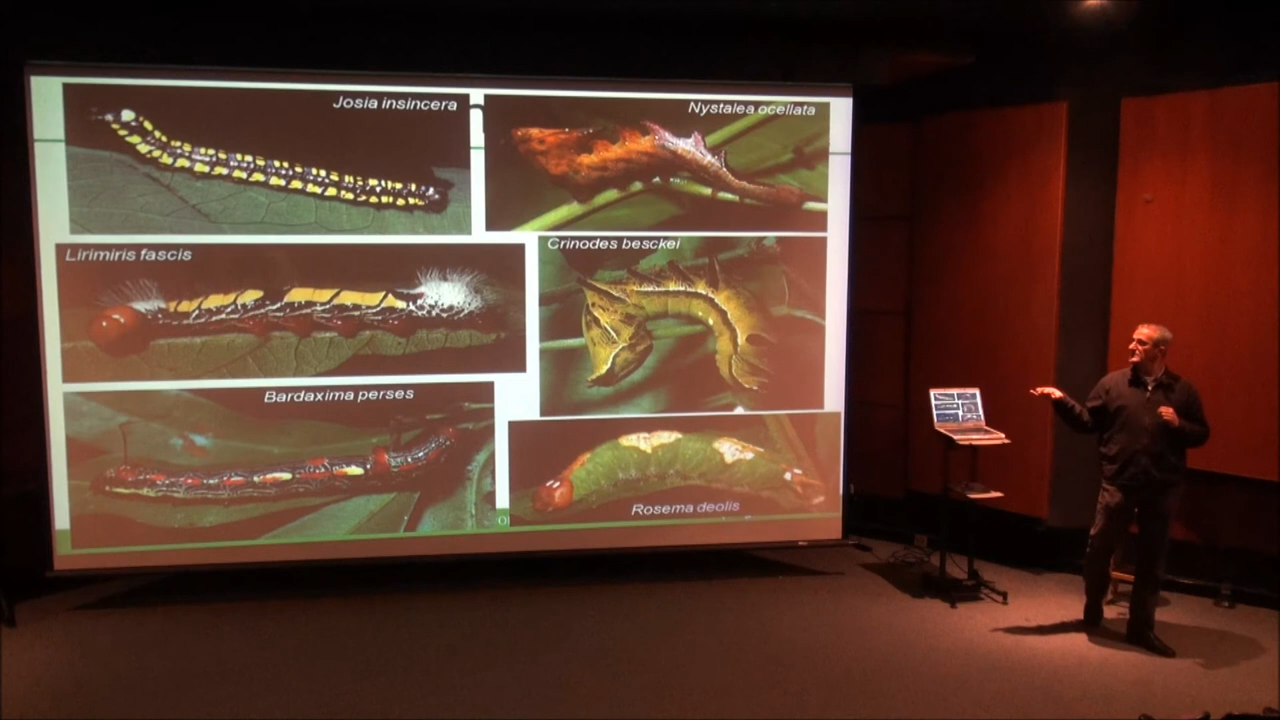 Josia insincera
Nystalea ocellata
Lirimiris fascis
Crinodes besckei
Bardaxima perses
Rosema deolis